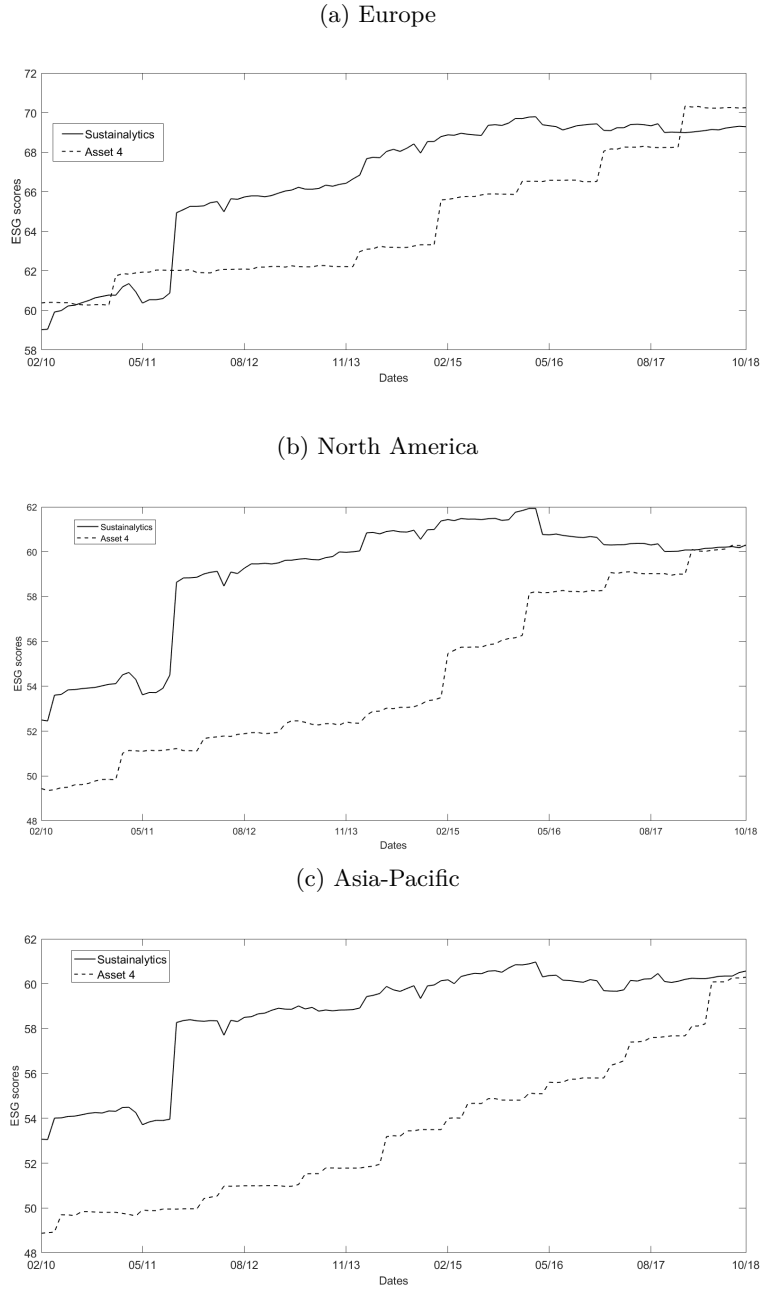 (a) Europe
72
70
68
66
64
62
60
58
ESG scores
Sustainalytics
Asset 4
02/10 05/11 08/12 11/13 02/15 05/16 08/17 10/18
Dates
(b) North America
62
60
58
56
54
52
50
48
ESG scores
Sustainalytics
Asset 4
02/10 05/11 08/12 11/13 02/15 05/16 08/17 10/18
Dates
(c) Asia-Pacific
62
60
58
56
54
52
50
48
ESG scores
Sustainalytics
Asset 4
02/10 05/11 08/12 11/13 02/15 05/16 08/17 10/18
Dates